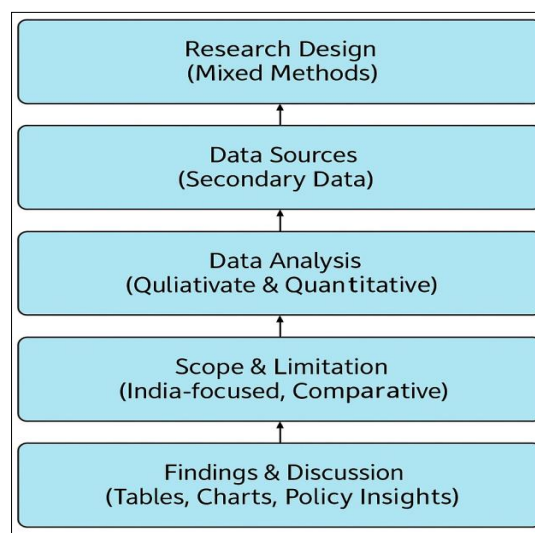 Research Design
(Mixed Methods)
Data Sources
(Secondary Data)
Data Analysis
(Quliativate & Quantitative)
Scope & Limitation
(India-focused, Comparative)
Findings & Discussion
(Tables, Charts, Policy Insights)